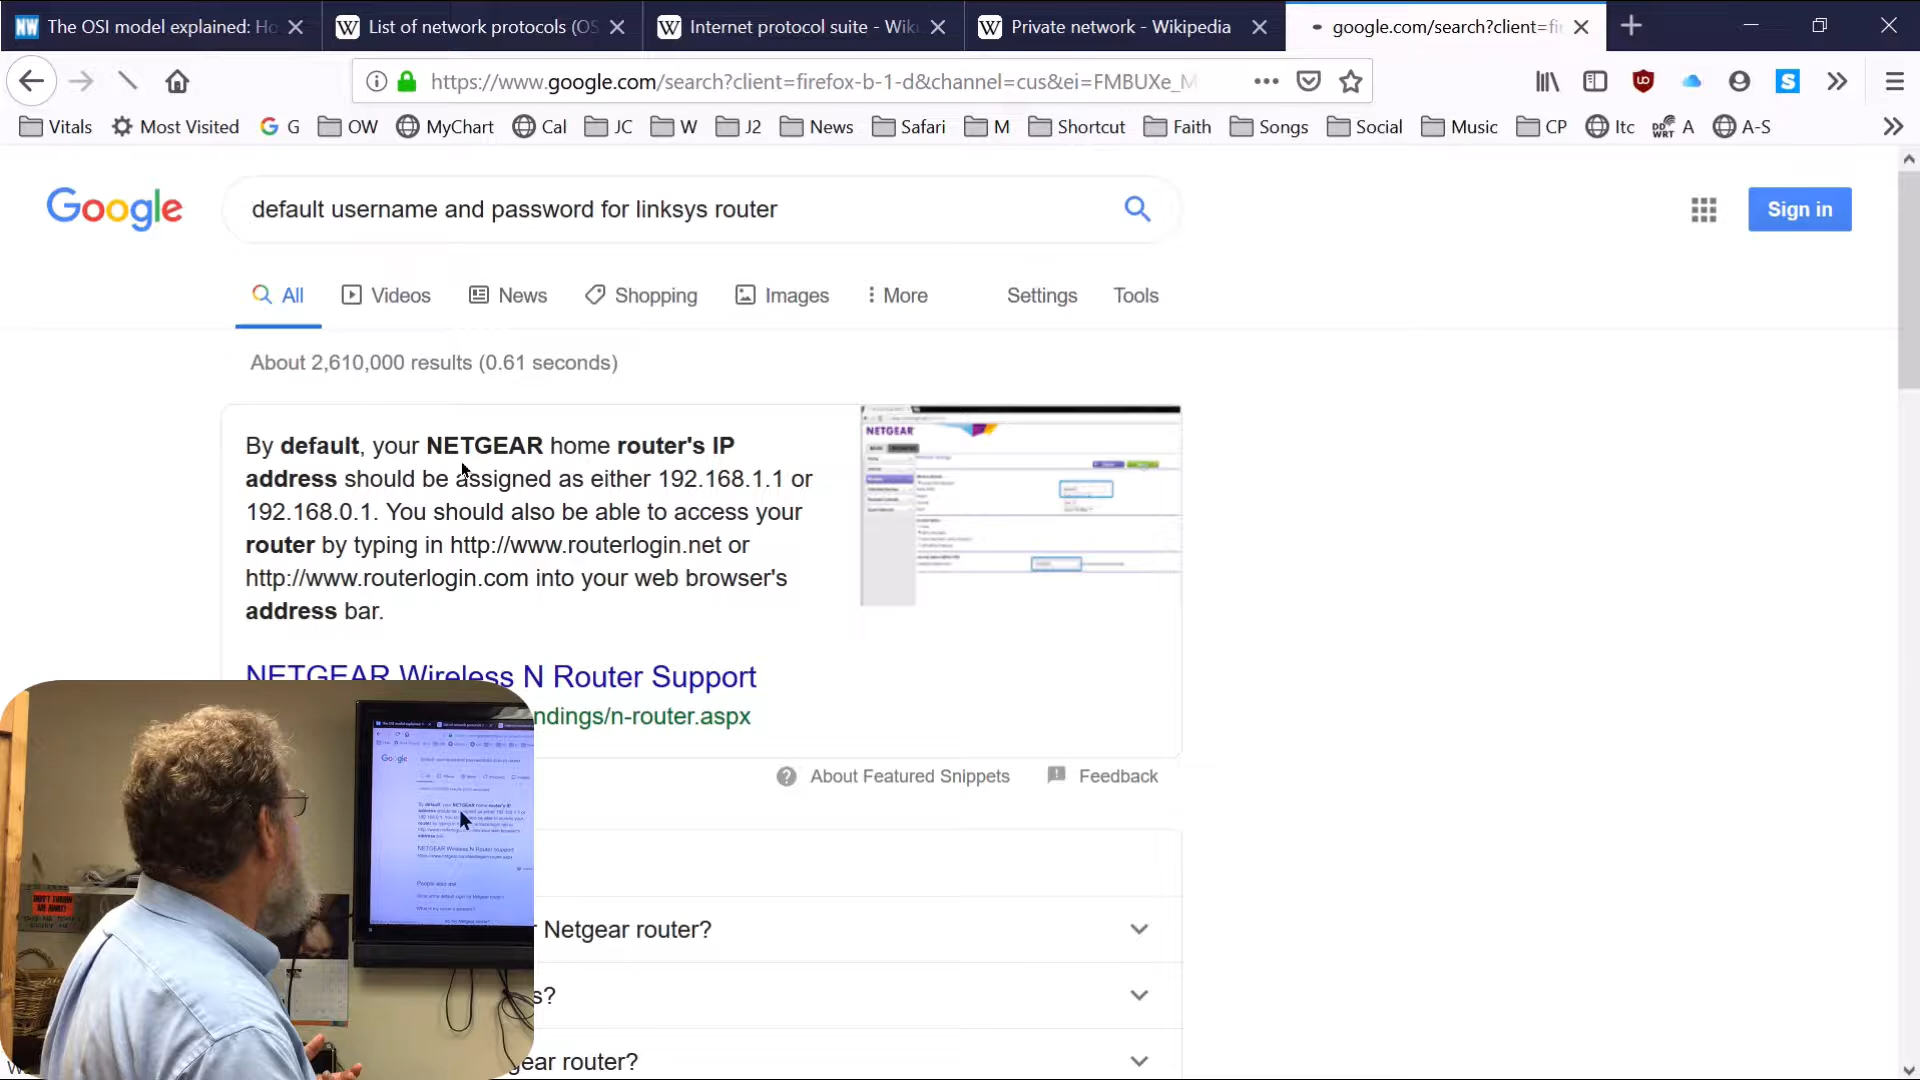 The OSI model explained: Ho
List of network protocols (OS
Internet protocol suite - Wik
Private network - Wikipedia
google.com/search?client=fi
https://www.google.com/search?client=firefox-b-1-d&channel=cus&ei=FMBUXe_M
Vitals
Most Visited
G
OW
MyChart
Cal
JC
W
J2
News
Safari
M
Shortcut
Faith
Songs
Social
Music
CP
Itc
A
A-S
Google
default username and password for linksys router
Sign in
All
Videos
News
Shopping
Images
More
Settings
Tools
About 2,610,000 results (0.61 seconds)
By default, your NETGEAR home router's IP
address should be assigned as either 192.168.1.1 or
192.168.0.1. You should also be able to access your
router by typing in http://www.routerlogin.net or
http://www.routerlogin.com into your web browser's
address bar.
NETGEAR
NETGEAR Wireless N Router Support
ndings/n-router.aspx
About Featured Snippets
Feedback
Netgear router?
s?
gear router?
Google
DON'T THROW
ME AWAY!